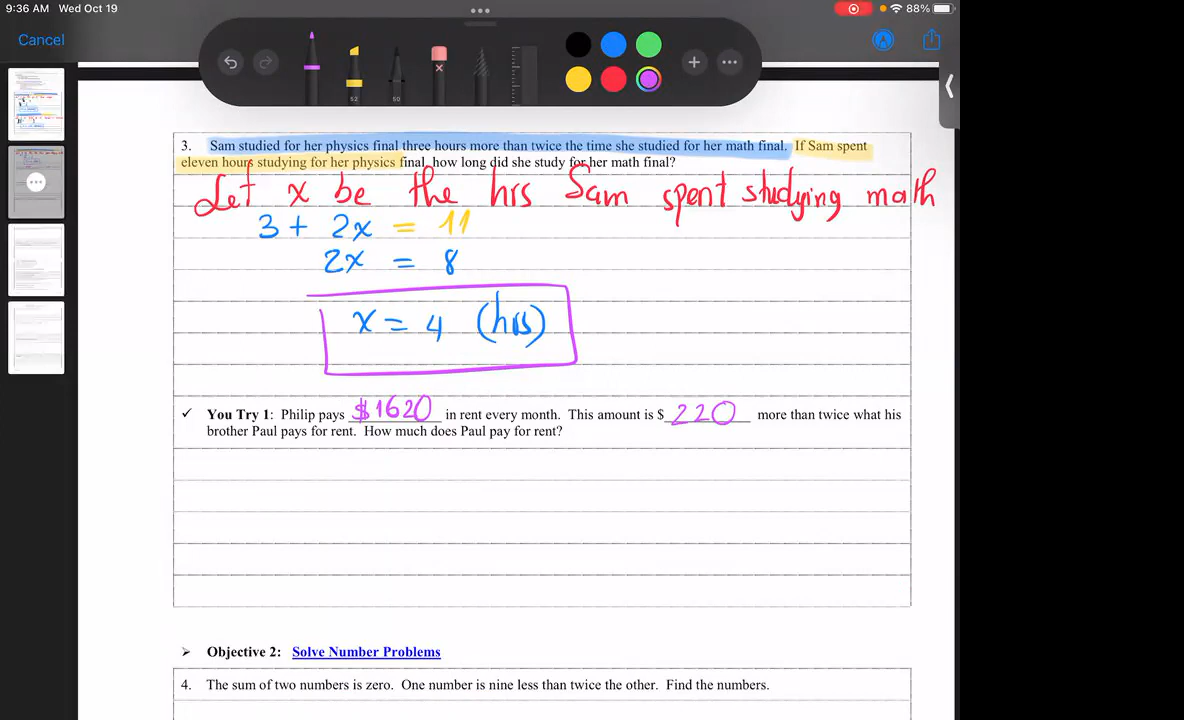 9:36 AM Wed Oct 19
88%
Cancel
52
50
3. Sam studied for her physics final three hours more than twice the time she studied for her math final. If Sam spent
eleven hours studying for her physics final, how long did she study for her math final?
Let x be the hrs Sam spent studying math
3 + 2x = 11
2x = 8
x = 4 (hrs)
✓ You Try 1: Philip pays $1620 in rent every month. This amount is $ 220 more than twice what his
brother Paul pays for rent. How much does Paul pay for rent?
➢ Objective 2: Solve Number Problems
4. The sum of two numbers is zero. One number is nine less than twice the other. Find the numbers.